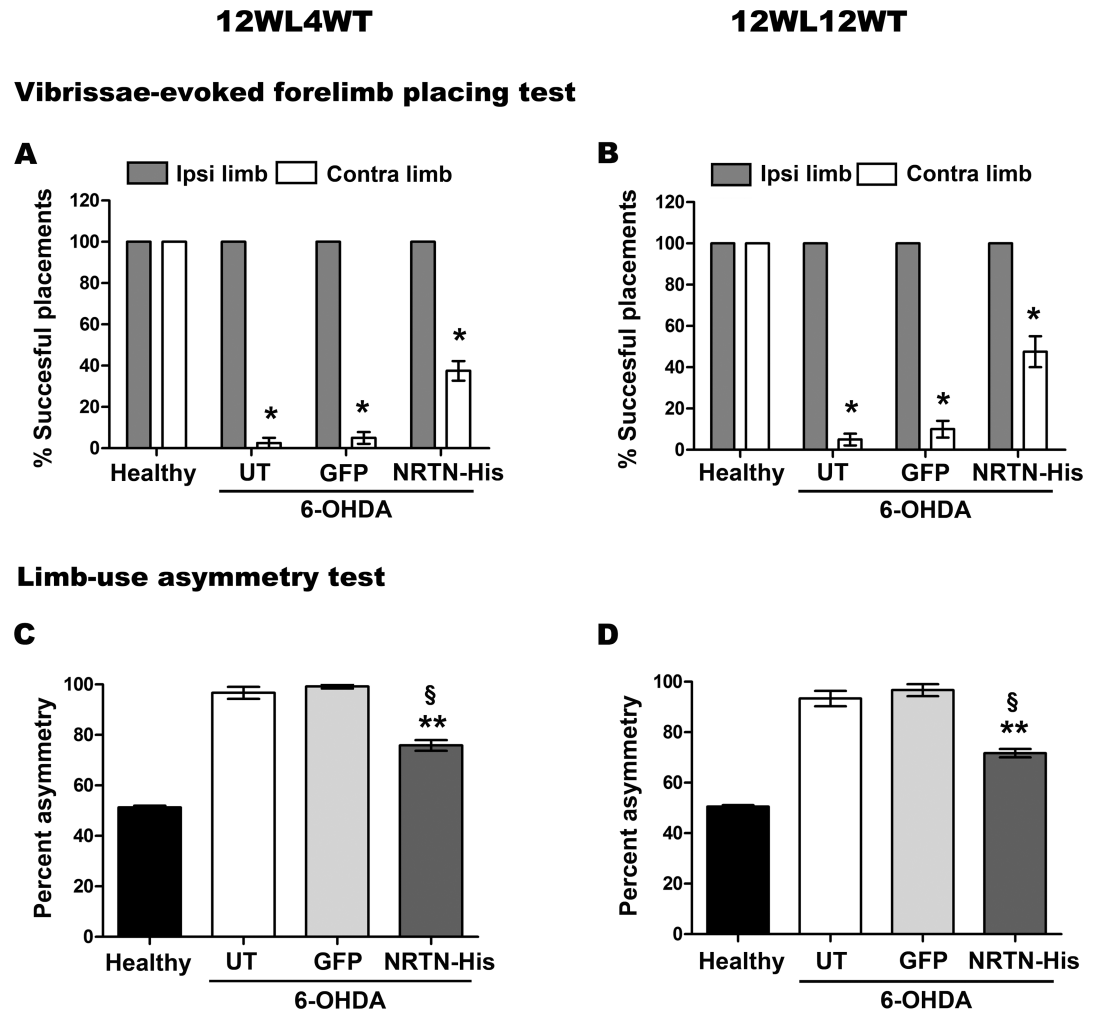 12WL4WT
12WL12WT
Vibrissae-evoked forelimb placing test
A
Ipsi limb
Contra limb
% Succesful placements
120
100
80
60
40
20
0
*
*
*
Healthy
UT
GFP
NRTN-His
6-OHDA
B
Ipsi limb
Contra limb
% Succesful placements
120
100
80
60
40
20
0
*
*
*
Healthy
UT
GFP
NRTN-His
6-OHDA
Limb-use asymmetry test
C
Percent asymmetry
100
80
60
40
20
0
§
**
Healthy
UT
GFP
NRTN-His
6-OHDA
D
Percent asymmetry
100
80
60
40
20
0
§
**
Healthy
UT
GFP
NRTN-His
6-OHDA